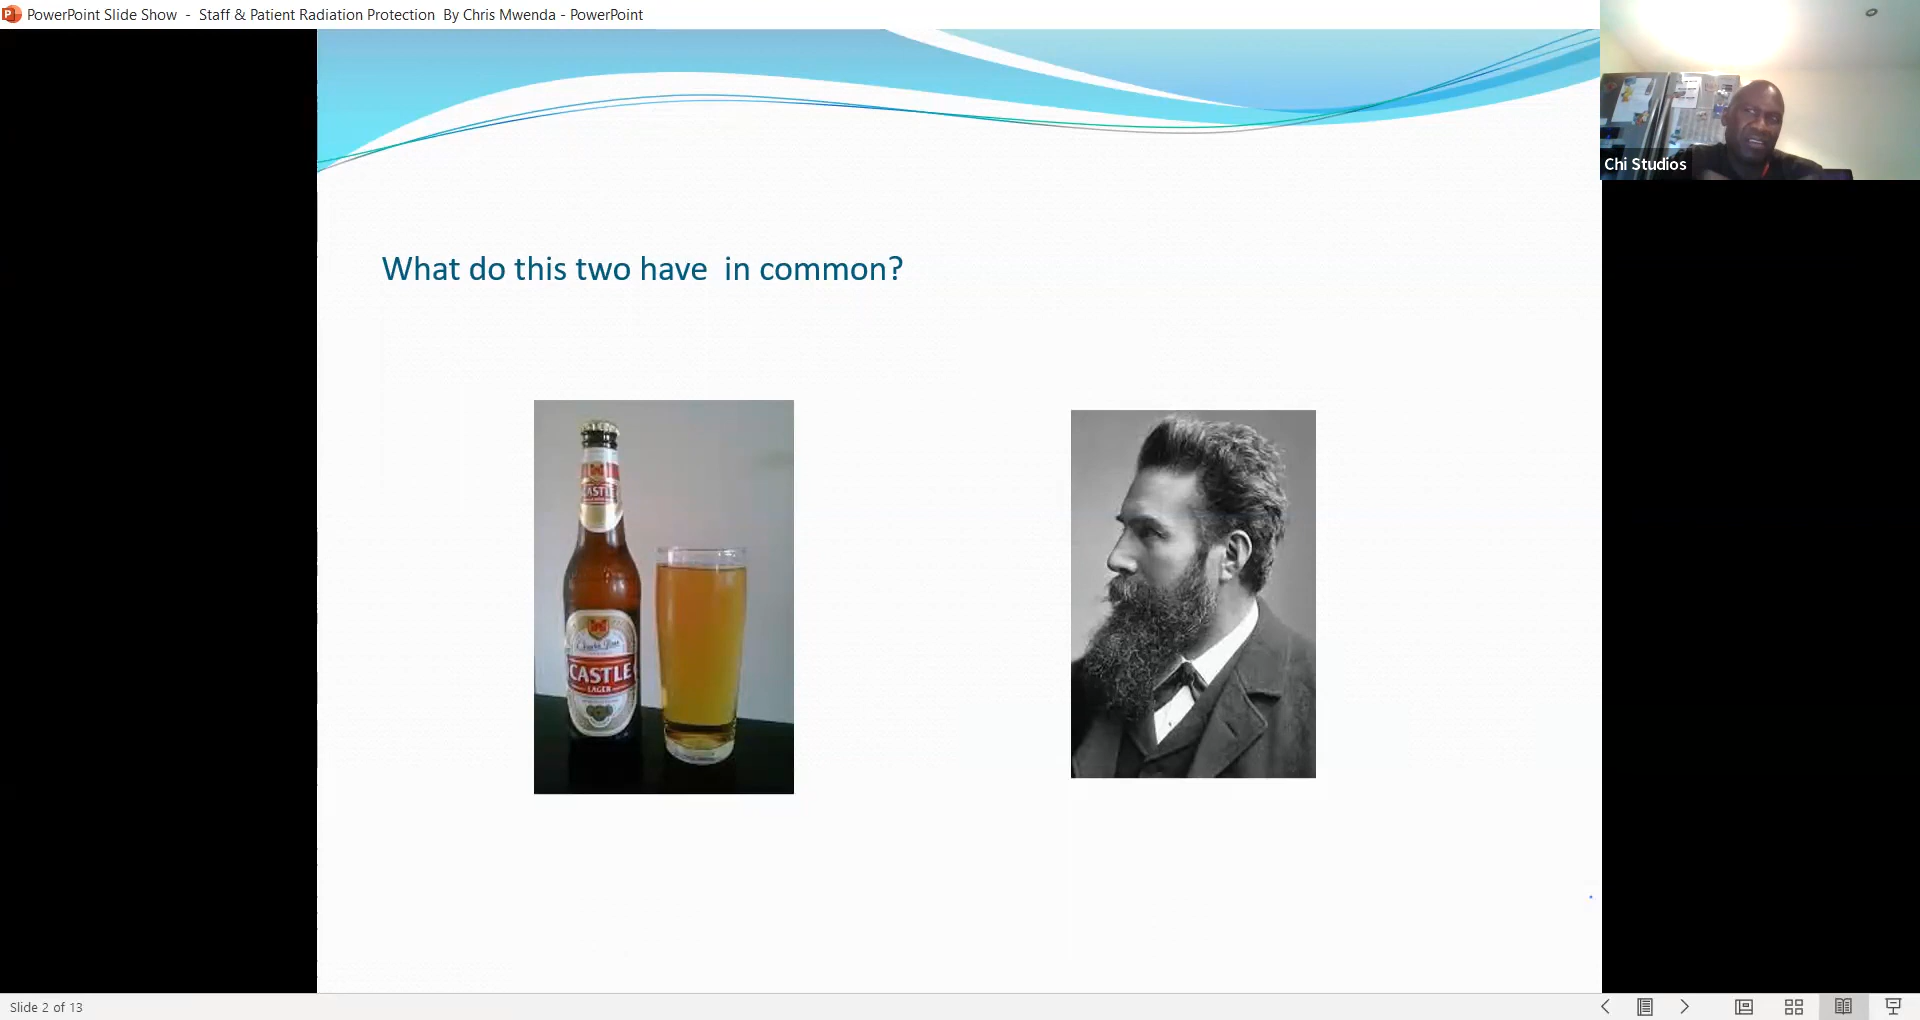 PowerPoint Slide Show - Staff & Patient Radiation Protection By Chris Mwenda - PowerPoint
Chi Studios
What do this two have in common?
CASTLE
CASTLE
LAGER
Slide 2 of 13